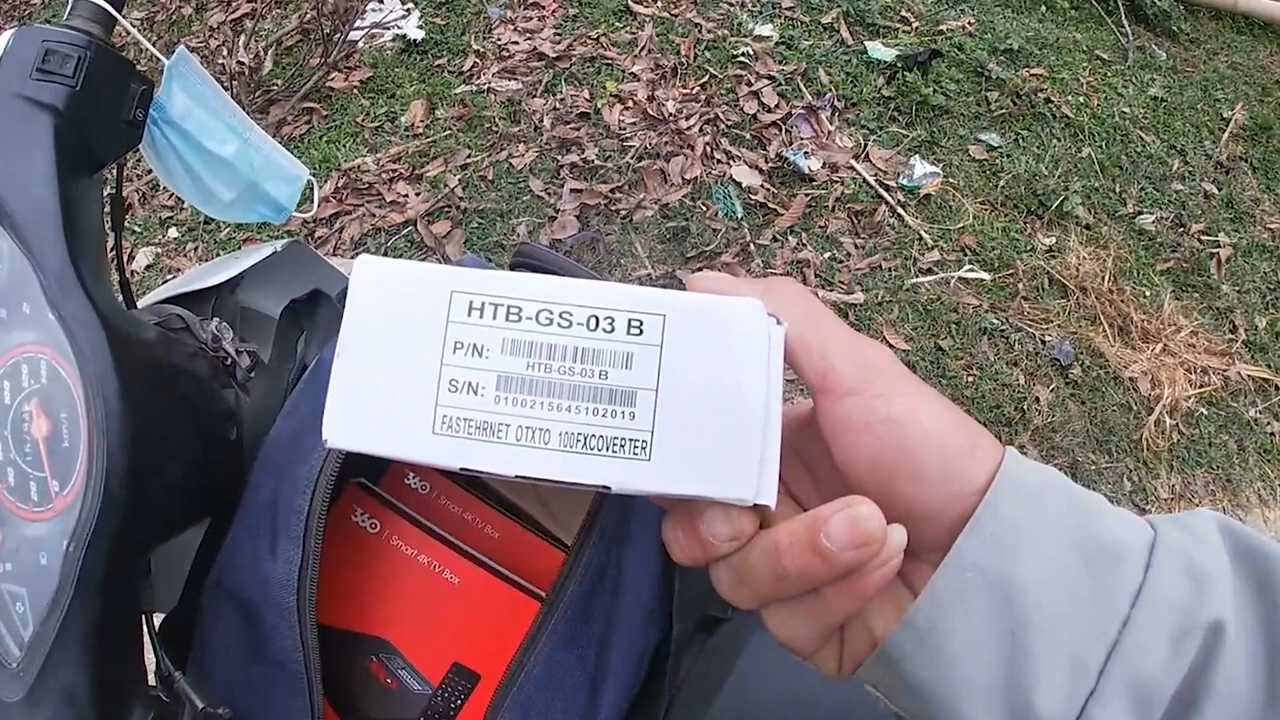 HTB-GS-03 B
P/N:
HTB-GS-03 B
S/N:
0100215645102019
FASTEHRNET OTXTO 100FXCOVERTER
360 | Smart 4K TV Box
360 | Smart 4K TV Box
km/h